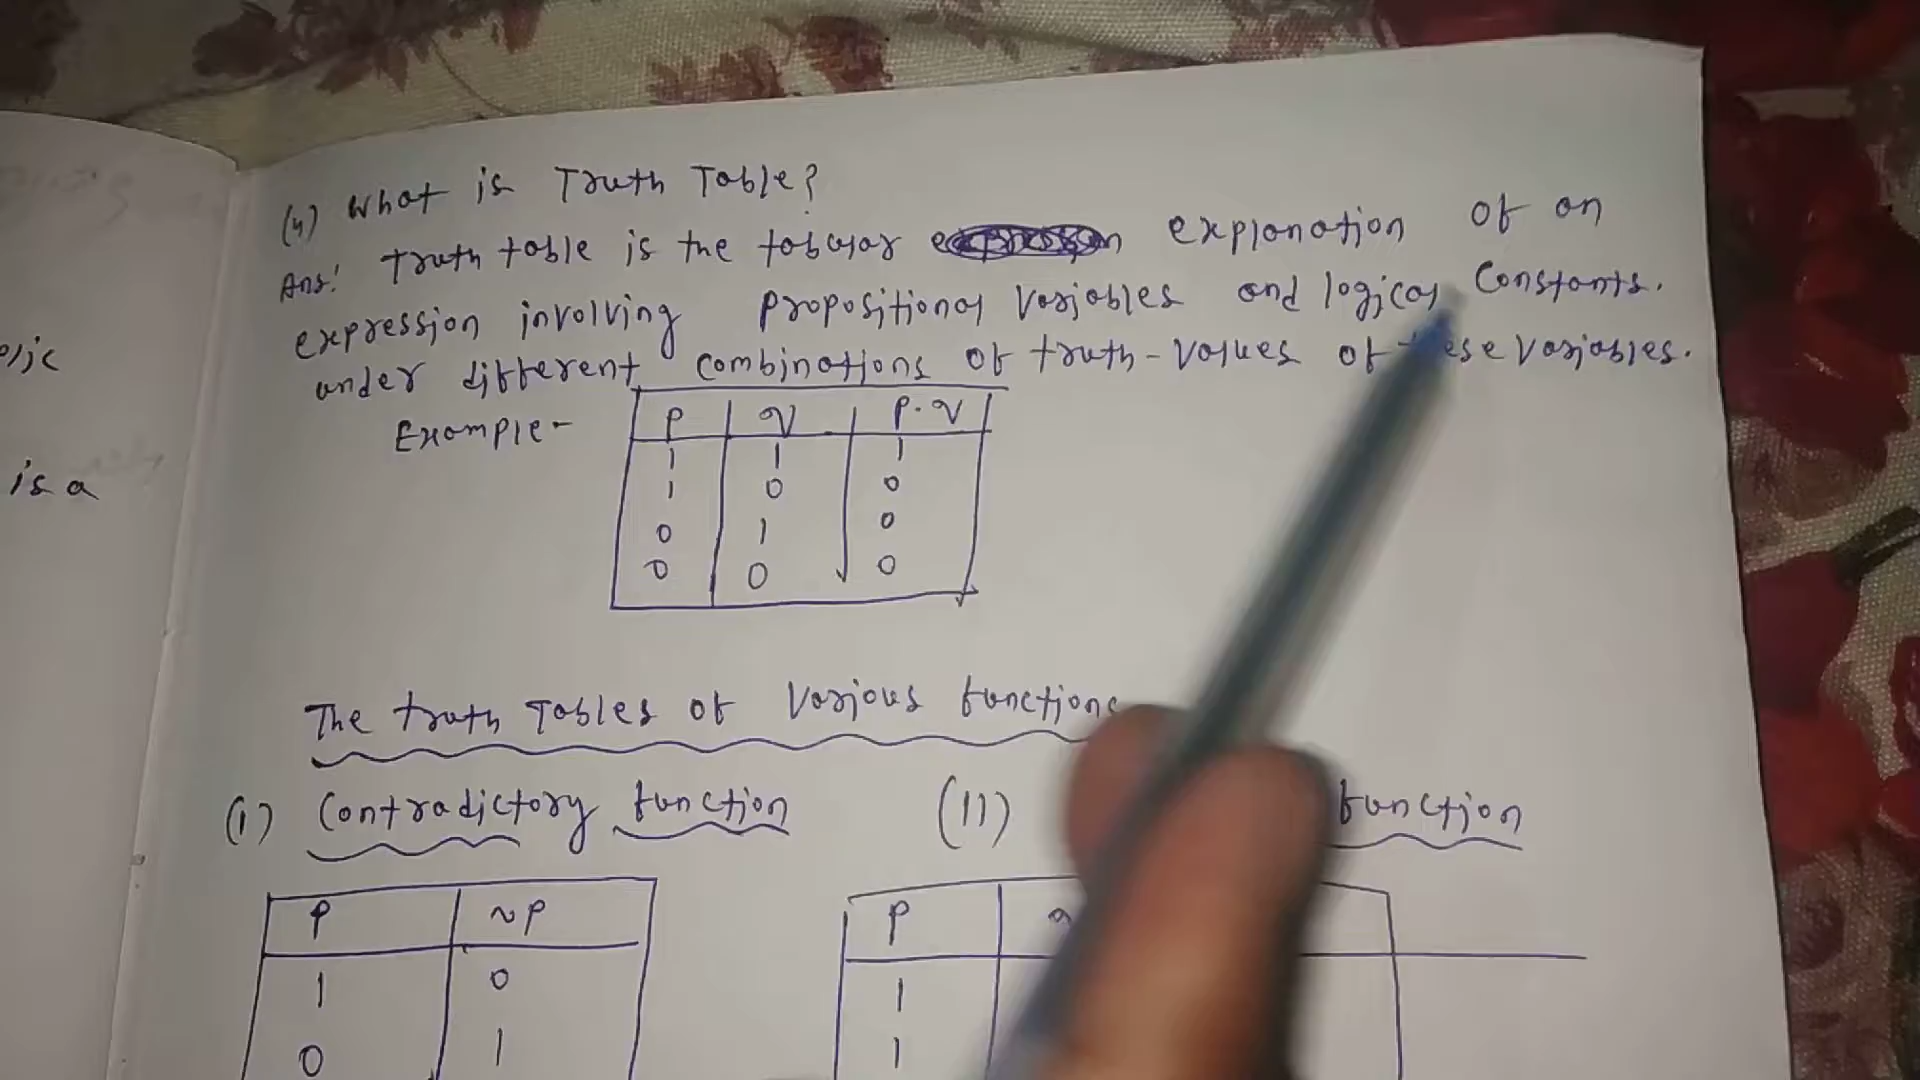 (4) What is Truth Table?
Ans: Truth table is the tabular explanation of an
expression involving propositional variables and logical constants.
under different combinations of truth-values of these variables.
Example-
p q p.q
1 1 1
1 0 0
0 1 0
0 0 0
The truth Tables of various functions
(I) Contradictory function
(II) function
p ~p
1 0
0 1
p
1
1
olic
is a